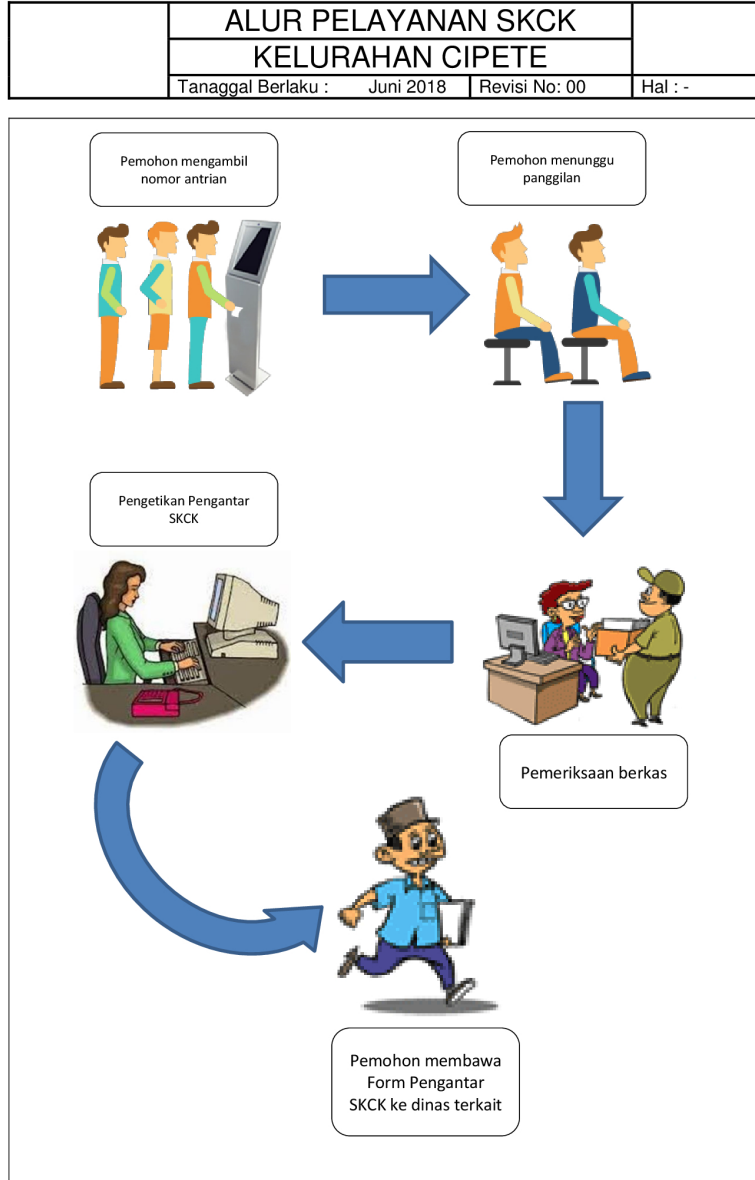 ALUR PELAYANAN SKCK
KELURAHAN CIPETE
Tanaggal Berlaku : Juni 2018 Revisi No: 00 Hal : -
Pemohon mengambil
nomor antrian
Pemohon menunggu
panggilan
Pengetikan Pengantar
SKCK
Pemeriksaan berkas
Pemohon membawa
Form Pengantar
SKCK ke dinas terkait